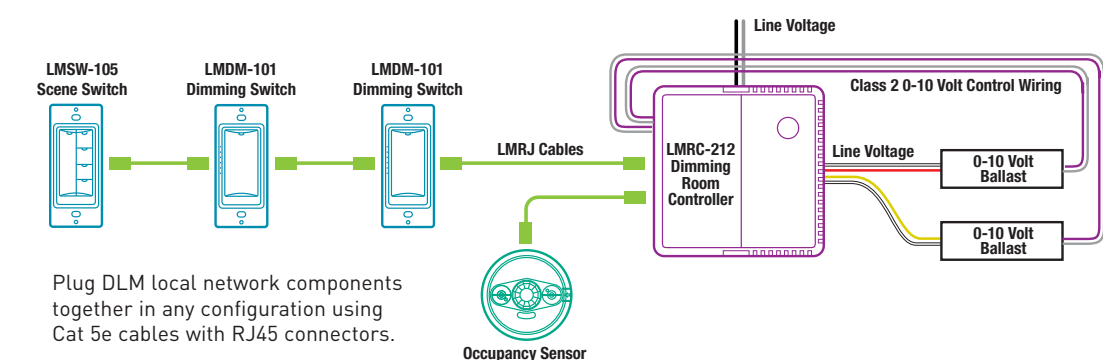 Line Voltage
LMSW-105
Scene Switch
LMDM-101
Dimming Switch
LMDM-101
Dimming Switch
Class 2 0-10 Volt Control Wiring
LMRJ Cables
LMRC-212
Dimming
Room
Controller
Line Voltage
0-10 Volt
Ballast
0-10 Volt
Ballast
Plug DLM local network components
together in any configuration using
Cat 5e cables with RJ45 connectors.
Occupancy Sensor